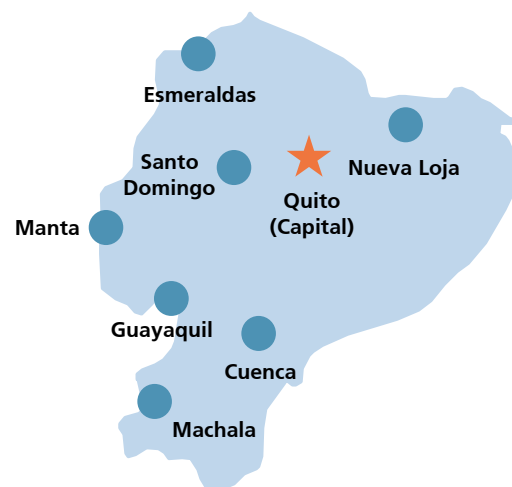 Esmeraldas
Santo
Domingo
Nueva Loja
Quito
(Capital)
Manta
Guayaquil
Cuenca
Machala